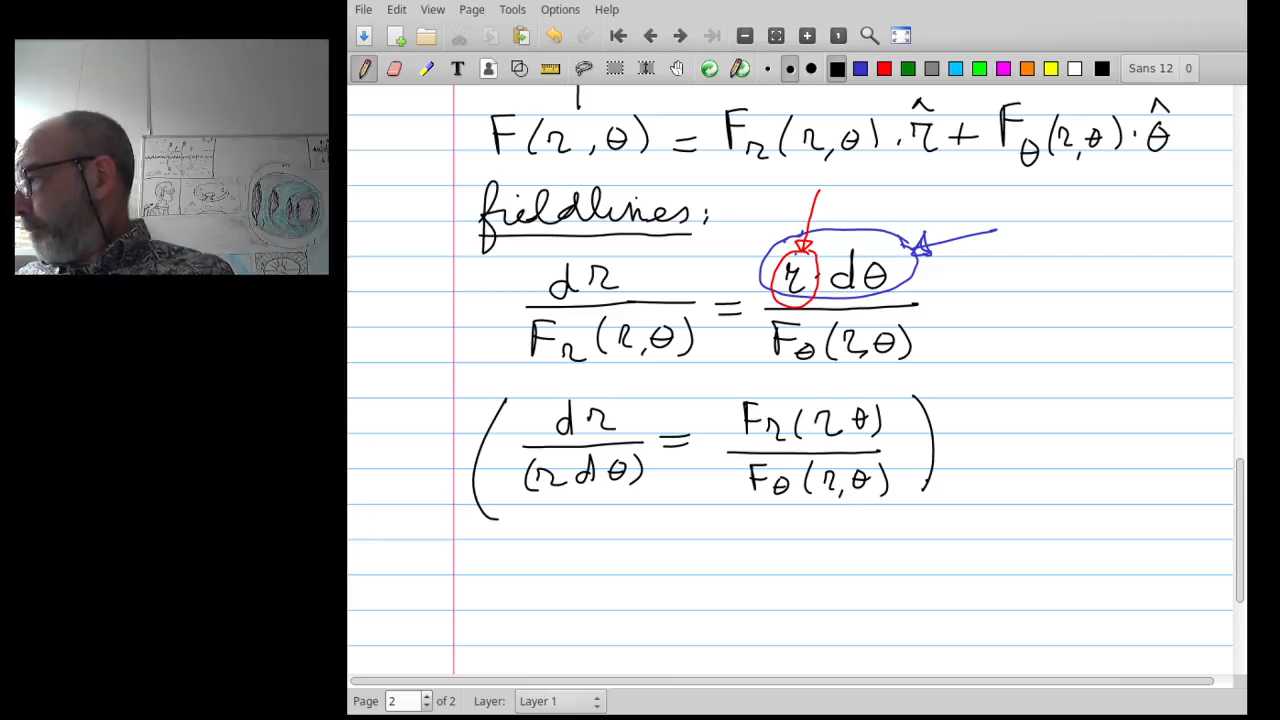 File Edit View Page Tools Options Help
Sans 12 0
F(r, θ) = F_r(r, θ) · r̂ + F_θ(r, θ) · θ̂
fieldlines:
dr / F_r(r, θ) = r · dθ / F_θ(r, θ)
( dr / (r dθ) = F_r(r θ) / F_θ(r, θ) )
Page 2 of 2 Layer: Layer 1